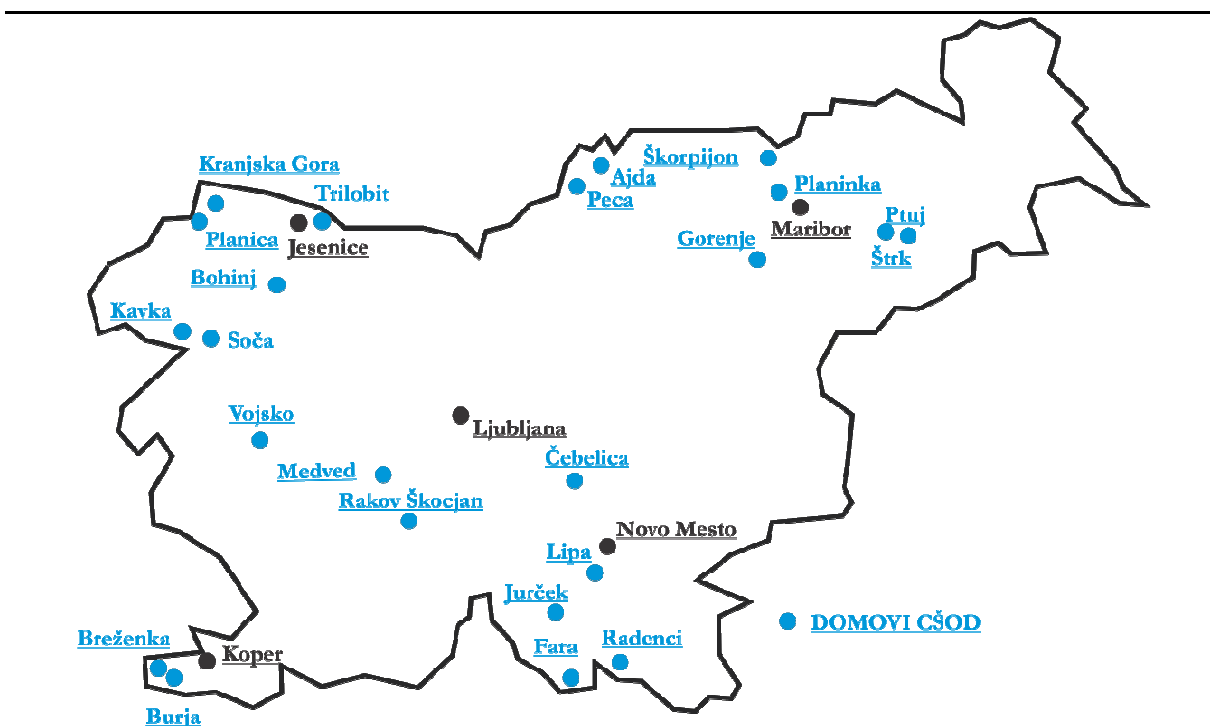 Kranjska Gora
Škorpijon
Ajda
Planinka
Trilobit
Peca
Ptuj
Planica
Jesenice
Gorenje
Maribor
Štrk
Bohinj
Kavka
Soča
Vojsko
Ljubljana
Čebelica
Medved
Rakov Škocjan
Novo Mesto
Lipa
Jurček
DOMOVI CŠOD
Breženka
Koper
Fara
Radenci
Burja